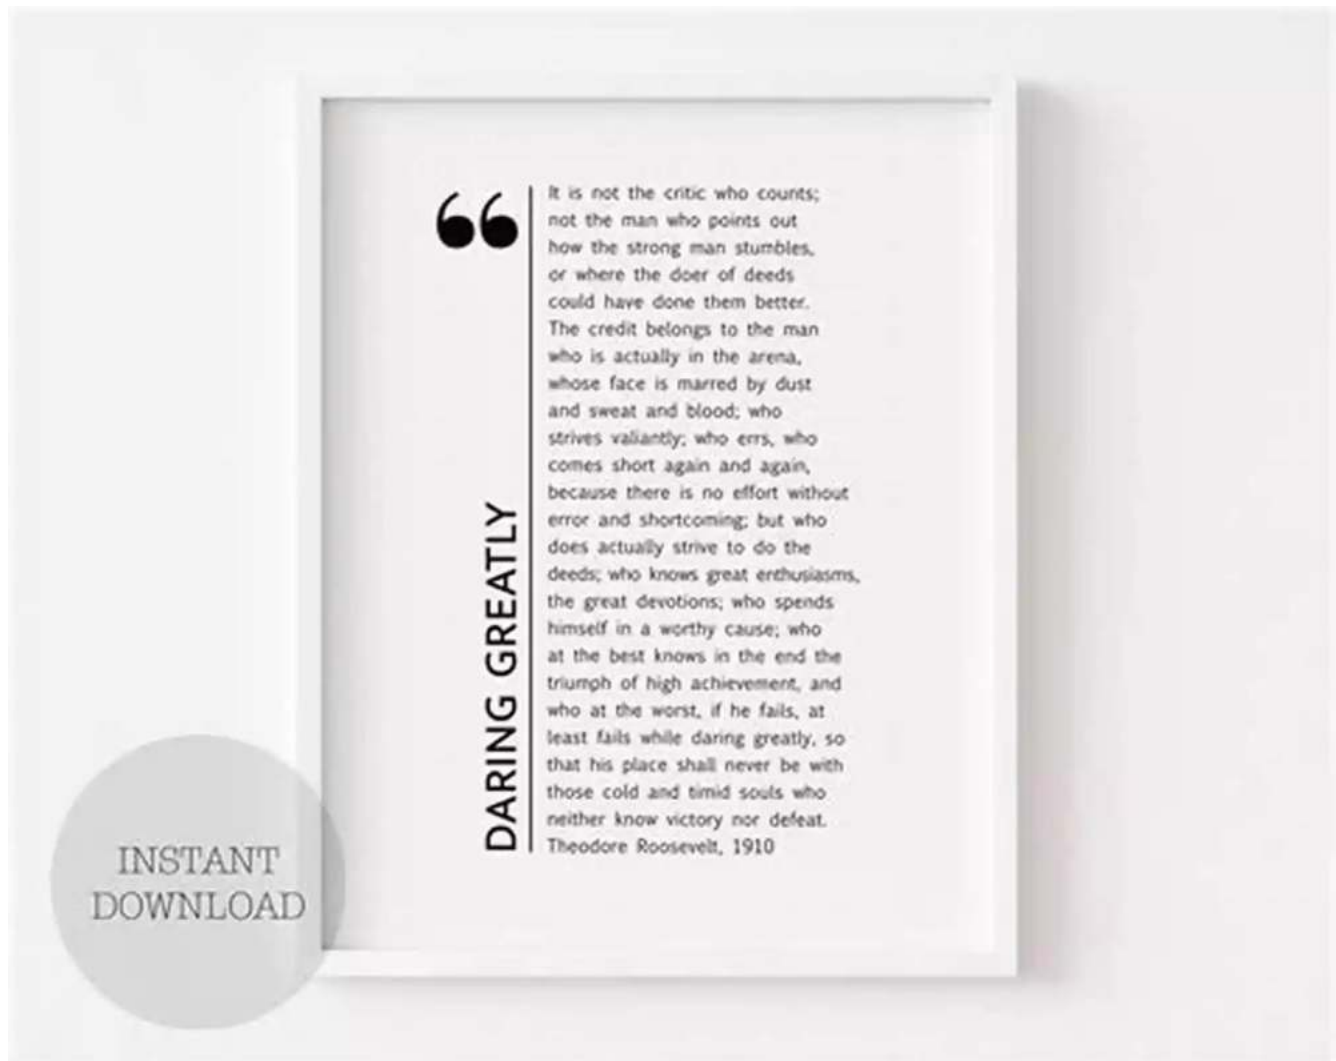 ❝
It is not the critic who counts;
not the man who points out
how the strong man stumbles,
or where the doer of deeds
could have done them better.
The credit belongs to the man
who is actually in the arena,
whose face is marred by dust
and sweat and blood; who
strives valiantly; who errs, who
comes short again and again,
because there is no effort without
error and shortcoming; but who
does actually strive to do the
deeds; who knows great enthusiasms,
the great devotions; who spends
himself in a worthy cause; who
at the best knows in the end the
triumph of high achievement, and
who at the worst, if he fails, at
least fails while daring greatly, so
that his place shall never be with
those cold and timid souls who
neither know victory nor defeat.
Theodore Roosevelt, 1910
DARING GREATLY
INSTANT
DOWNLOAD